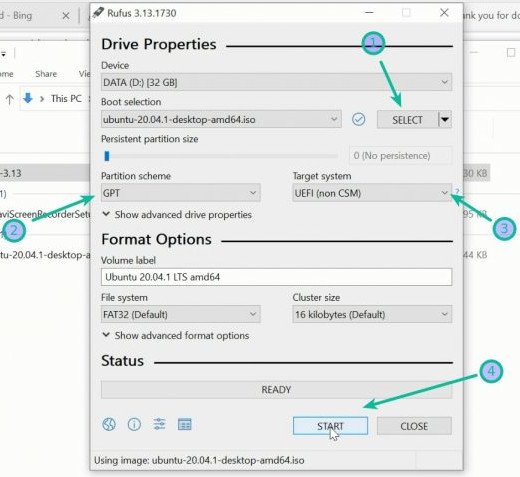 d - Bing
Rufus 3.13.1730
ank you for do
Drive Properties
1
Device
ome Share Vie
DATA (D:) [32 GB]
Boot selection
This PC
ubuntu-20.04.1-desktop-amd64.iso SELECT
Persistent partition size
0 (No persistence)
-3.13
30 KB
Partition scheme Target system
1)
GPT UEFI (non CSM) ?
aviScreenRecorderSetu
95 KB
Show advanced drive properties
2
3
Format Options
tu-20.04.1-desktop-a
44 KB
Volume label
Ubuntu 20.04.1 LTS amd64
File system Cluster size
FAT32 (Default) 16 kilobytes (Default)
Show advanced format options
Status
4
READY
START CLOSE
Using image: ubuntu-20.04.1-desktop-amd64.iso